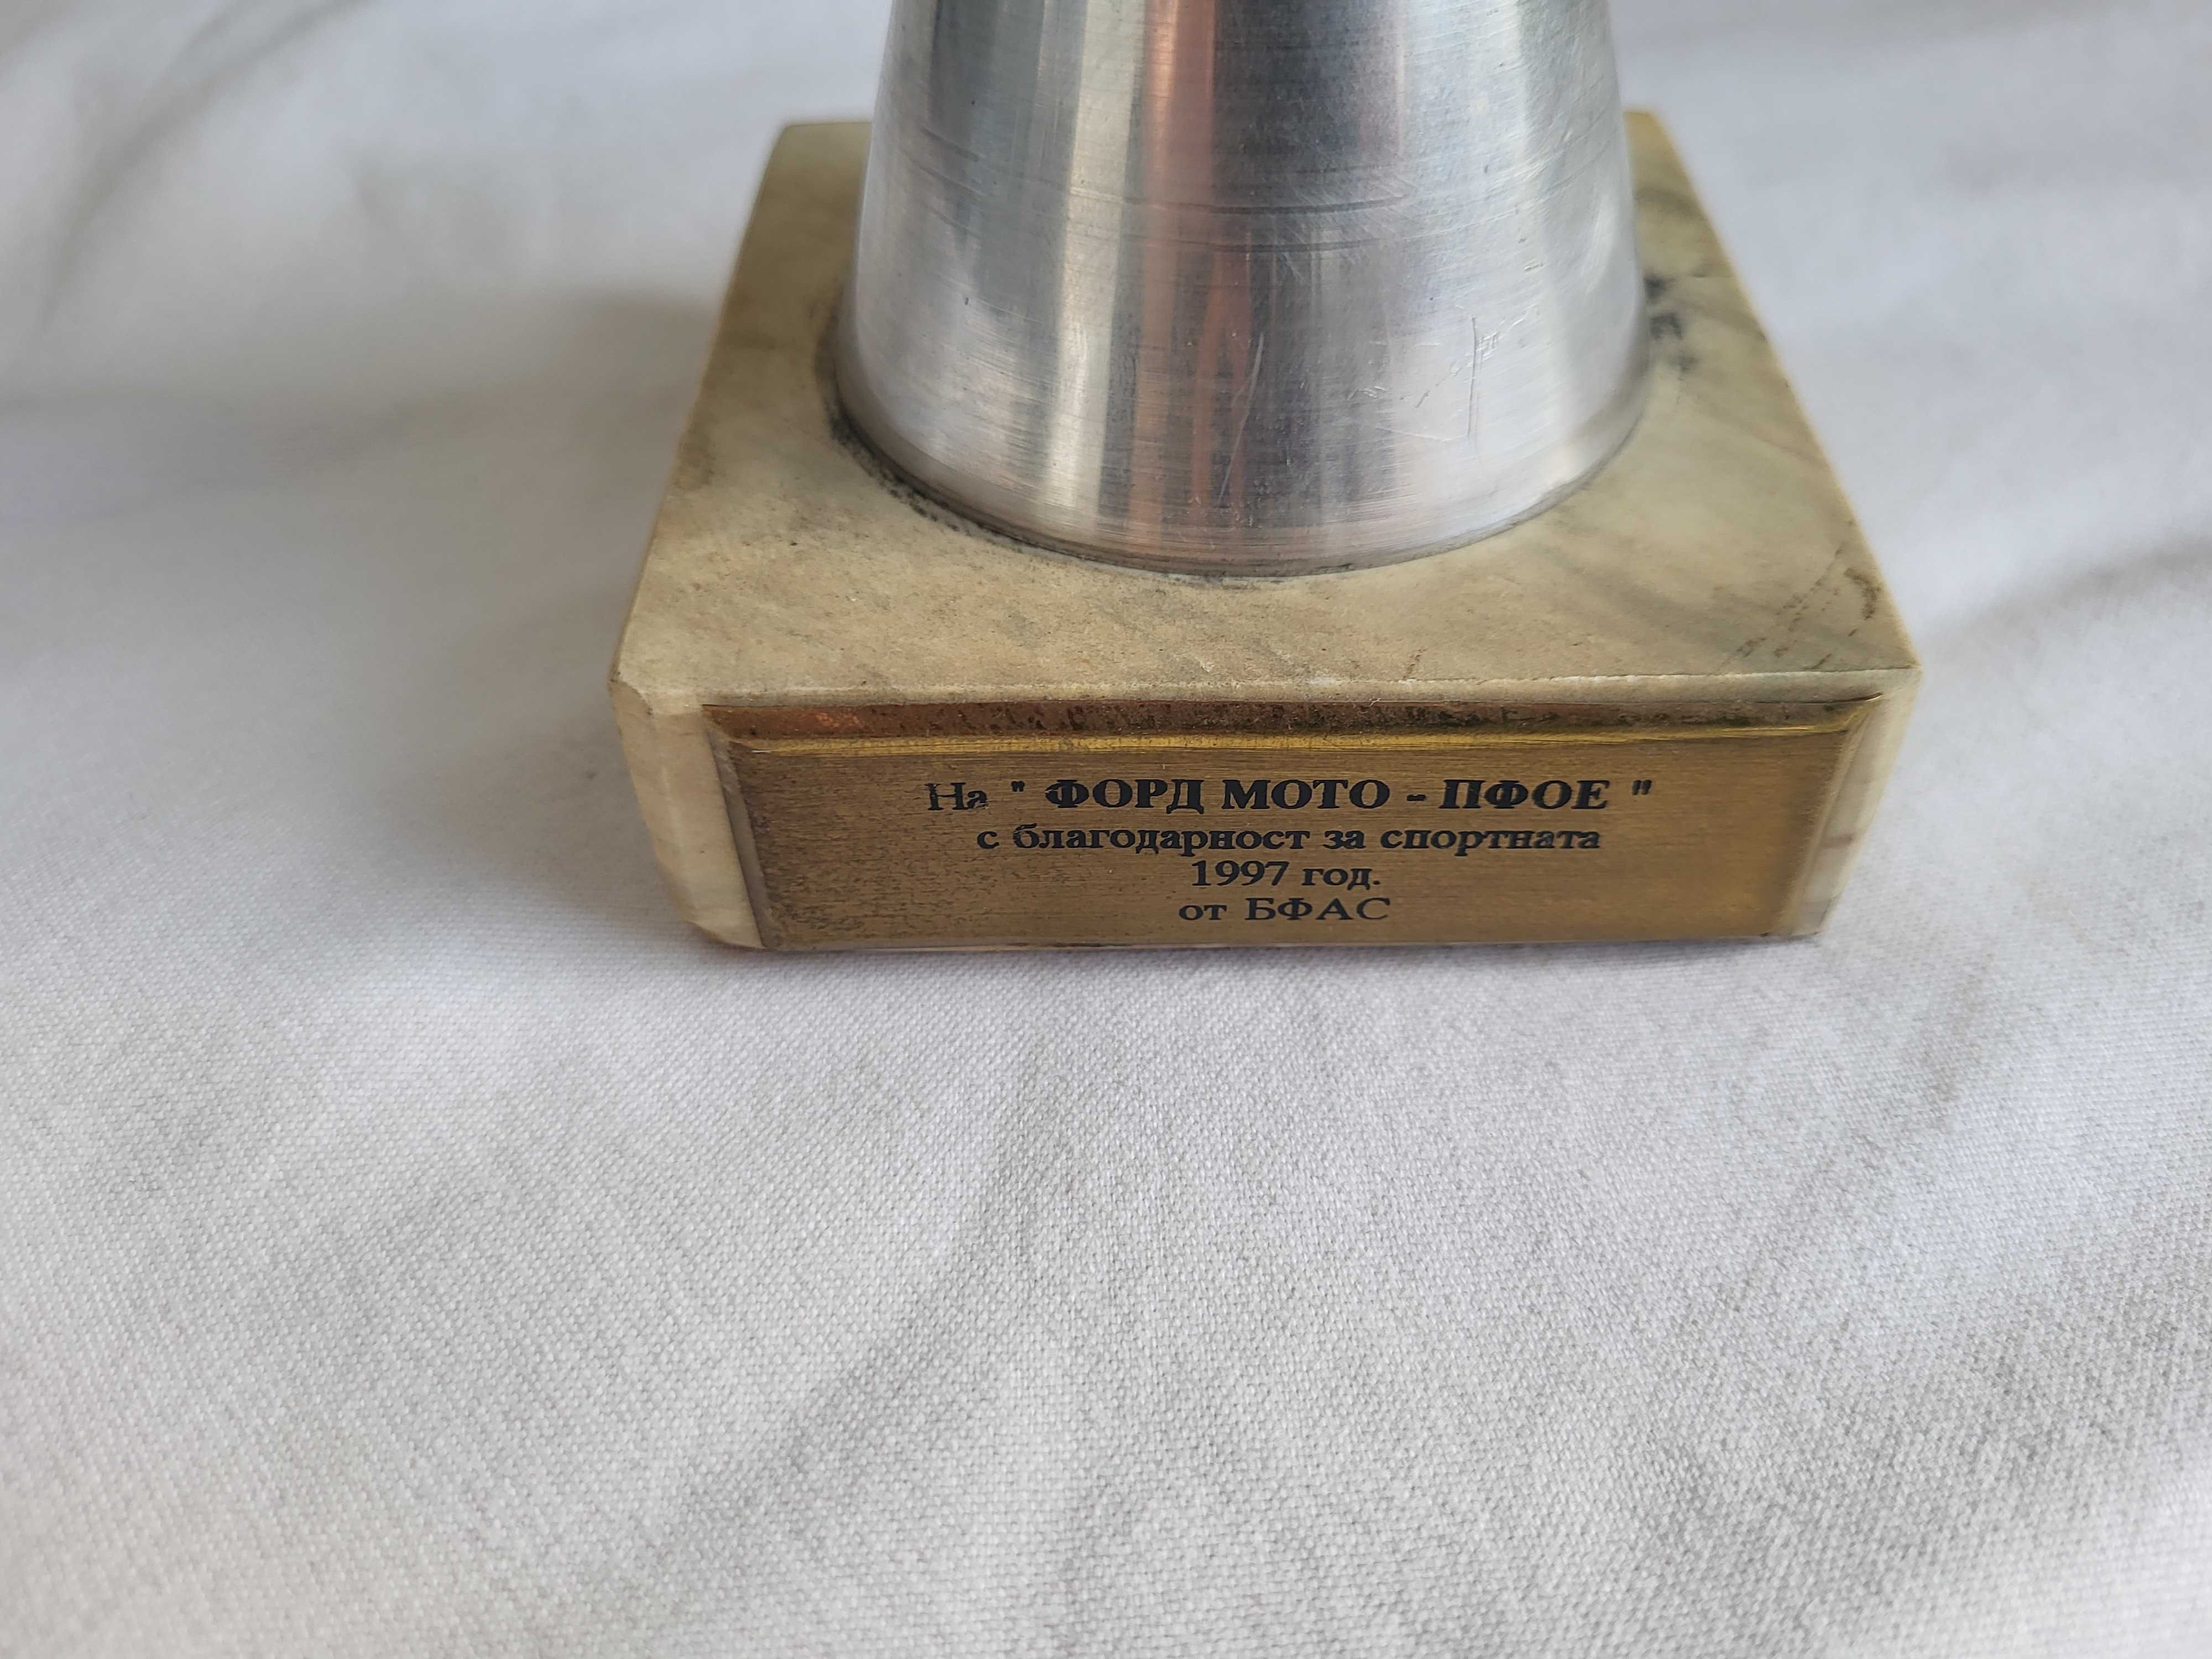 На " ФОРД МОТО - ПФОЕ "
с благодарност за спортната
1997 год.
от БФАС